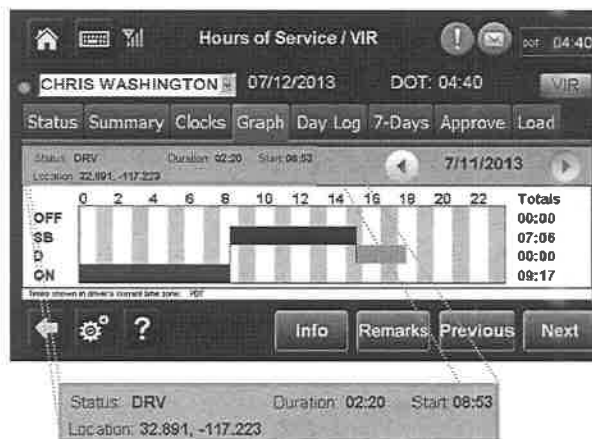 Hours of Service / VIR
DOT 04:40
CHRIS WASHINGTON 07/12/2013 DOT: 04:40 VIR
Status Summary Clocks Graph Day Log 7-Days Approve Load
Status: DRV Duration: 02:20 Start: 08:53
Location: 32.891, -117.223
7/11/2013
0 2 4 6 8 10 12 14 16 18 20 22 Totals
OFF 00:00
SB 07:06
D 00:00
ON 09:17
Times shown in driver's current time zone: PDT
? Info Remarks Previous Next
Status: DRV Duration: 02:20 Start: 08:53
Location: 32.891, -117.223